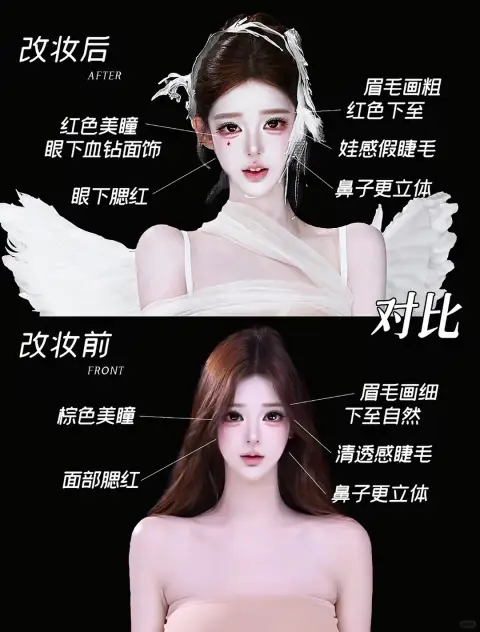 改妆后
AFTER
眉毛画粗
红色下至
红色美瞳
眼下血钻面饰
娃感假睫毛
眼下腮红
鼻子更立体
对比
改妆前
FRONT
眉毛画细
下至自然
棕色美瞳
清透感睫毛
面部腮红
鼻子更立体